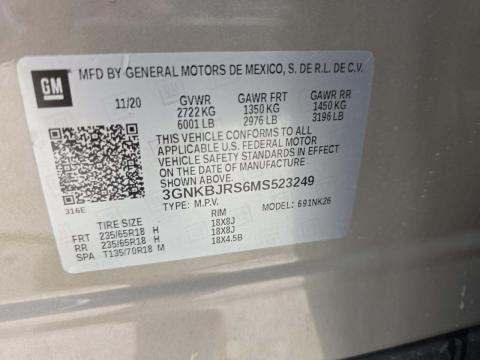 GM
MFD BY GENERAL MOTORS DE MEXICO, S. DE R.L. DE C.V.
11/20 GVWR GAWR FRT GAWR RR
2722 KG 1350 KG 1450 KG
6001 LB 2976 LB 3196 LB
THIS VEHICLE CONFORMS TO ALL
APPLICABLE U.S. FEDERAL MOTOR
VEHICLE SAFETY STANDARDS IN EFFECT
ON THE DATE OF MANUFACTURE
SHOWN ABOVE.
3GNKBJRS6MS523249
316E
TYPE: M.P.V. MODEL: 691NK26
TIRE SIZE RIM
FRT 235/65R18 H 18X8J
RR 235/65R18 H 18X8J
SPA T135/70R18 M 18X4.5B